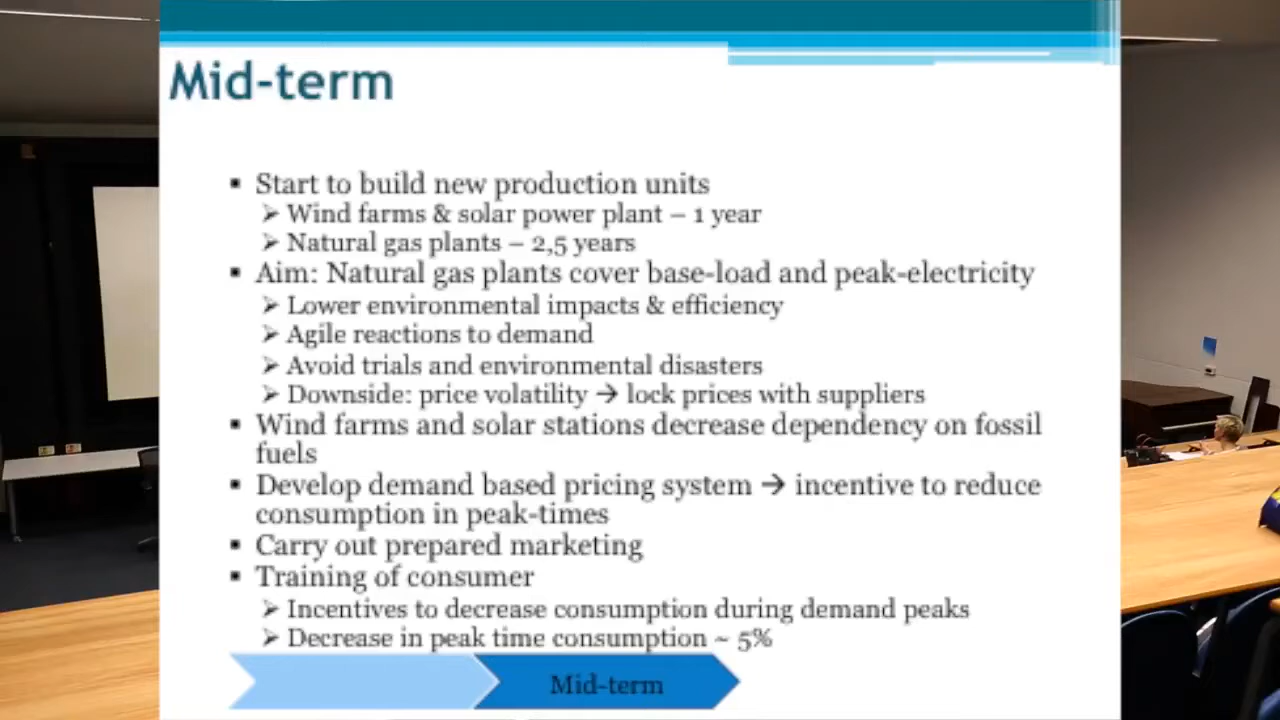 Mid-term
▪ Start to build new production units
➢ Wind farms & solar power plant – 1 year
➢ Natural gas plants – 2,5 years
▪ Aim: Natural gas plants cover base-load and peak-electricity
➢ Lower environmental impacts & efficiency
➢ Agile reactions to demand
➢ Avoid trials and environmental disasters
➢ Downside: price volatility → lock prices with suppliers
▪ Wind farms and solar stations decrease dependency on fossil
fuels
▪ Develop demand based pricing system → incentive to reduce
consumption in peak-times
▪ Carry out prepared marketing
▪ Training of consumer
➢ Incentives to decrease consumption during demand peaks
➢ Decrease in peak time consumption ~ 5%
Mid-term